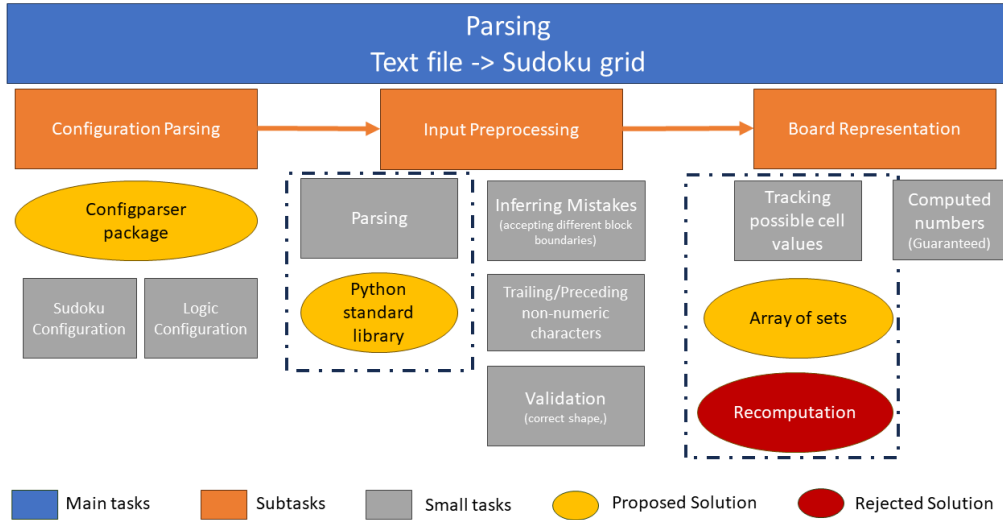 Parsing
Text file -> Sudoku grid
Configuration Parsing
Input Preprocessing
Board Representation
Configparser
package
Sudoku
Configuration
Logic
Configuration
Parsing
Python
standard
library
Inferring Mistakes
(accepting different block
boundaries)
Trailing/Preceding
non-numeric
characters
Validation
(correct shape,)
Tracking
possible cell
values
Computed
numbers
(Guaranteed)
Array of sets
Recomputation
Main tasks
Subtasks
Small tasks
Proposed Solution
Rejected Solution